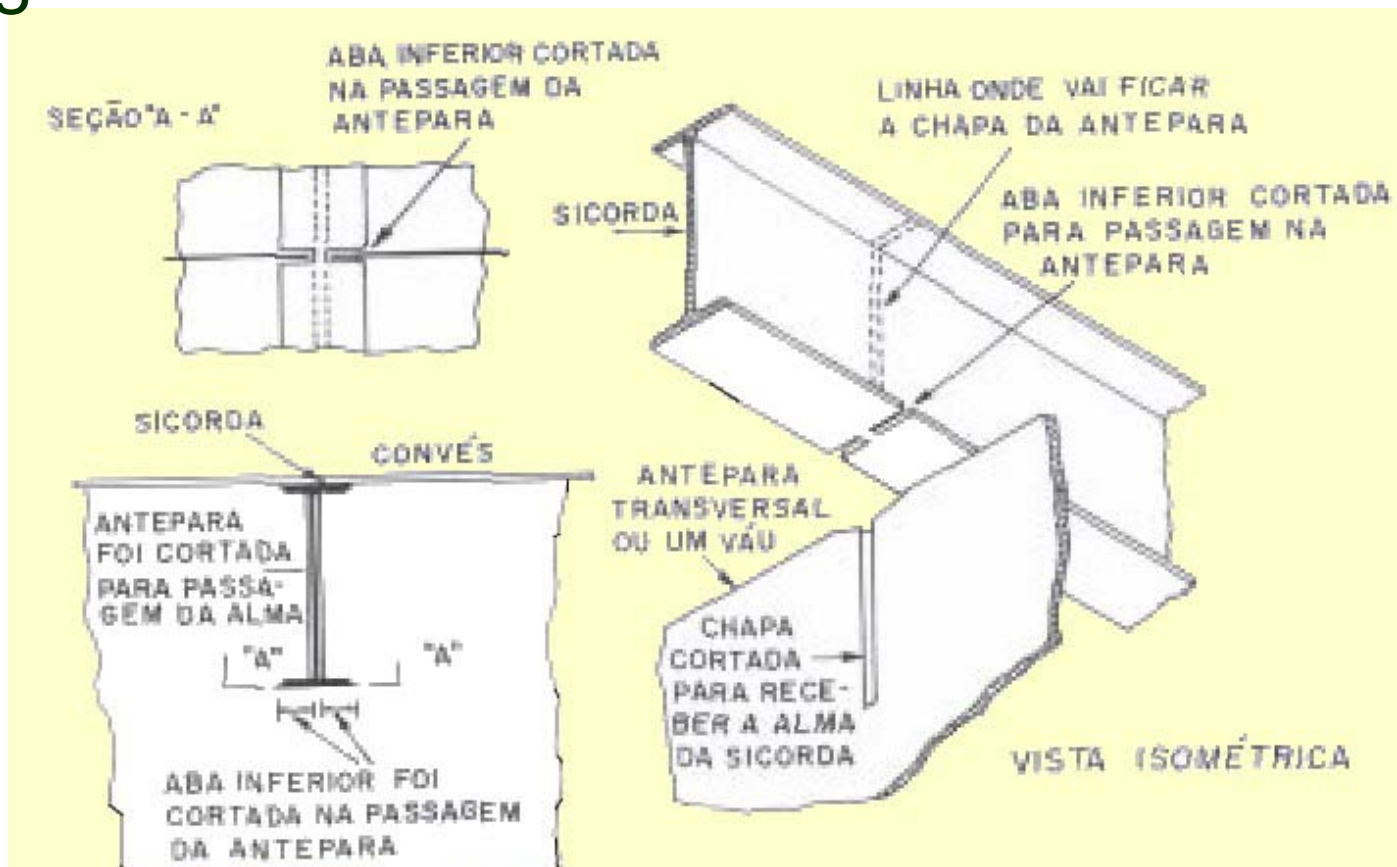 SEÇÃO "A - A"
ABA INFERIOR CORTADA
NA PASSAGEM DA
ANTEPARA
LINHA ONDE VAI FICAR
A CHAPA DA ANTEPARA
SICORDA
ABA INFERIOR CORTADA
PARA PASSAGEM NA
ANTEPARA
SICORDA
CONVÉS
ANTEPARA
FOI CORTADA
PARA PASSA-
GEM DA ALMA
"A"
"A"
ABA INFERIOR FOI
CORTADA NA PASSAGEM
DA ANTEPARA
ANTEPARA
TRANSVERSAL
OU UM VÁU
CHAPA
CORTADA
PARA RECE-
BER A ALMA
DA SICORDA
VISTA ISOMÉTRICA